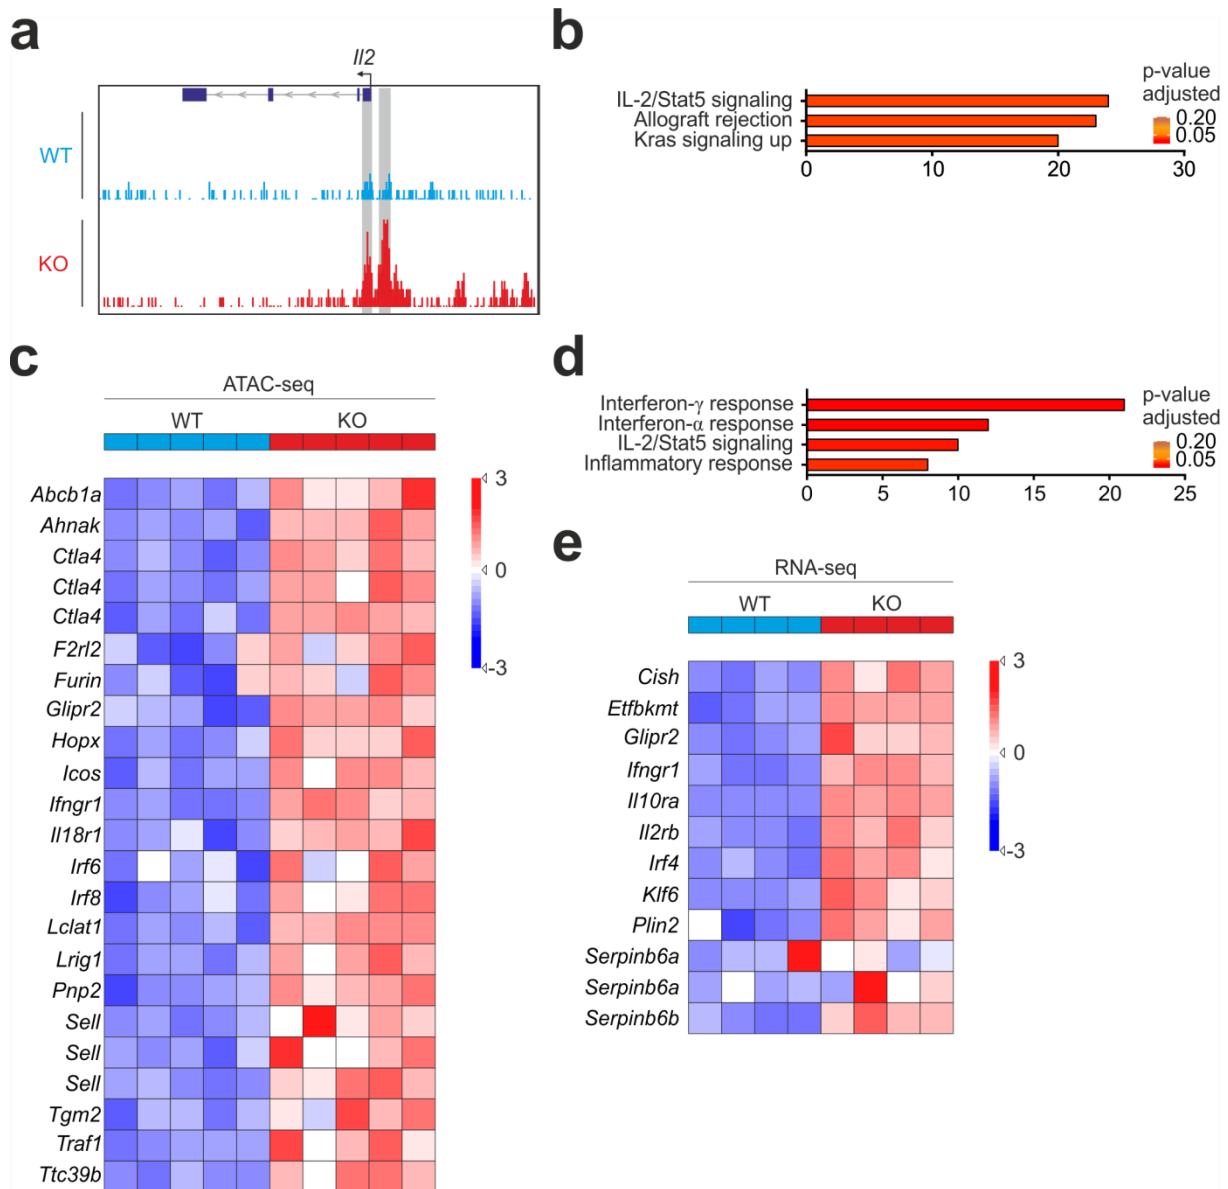 a
Il2
WT
KO
b
p-value
adjusted
0.20
0.05
IL-2/Stat5 signaling
Allograft rejection
Kras signaling up
0 10 20 30
c
ATAC-seq
WT KO
Abcb1a
Ahnak
Ctla4
Ctla4
Ctla4
F2rl2
Furin
Glipr2
Hopx
Icos
Ifngr1
Il18r1
Irf6
Irf8
Lclat1
Lrig1
Pnp2
Sell
Sell
Sell
Tgm2
Traf1
Ttc39b
3
0
-3
d
p-value
adjusted
0.20
0.05
Interferon-γ response
Interferon-α response
IL-2/Stat5 signaling
Inflammatory response
0 5 10 15 20 25
e
RNA-seq
WT KO
Cish
Etfbkmt
Glipr2
Ifngr1
Il10ra
Il2rb
Irf4
Klf6
Plin2
Serpinb6a
Serpinb6a
Serpinb6b
3
0
-3